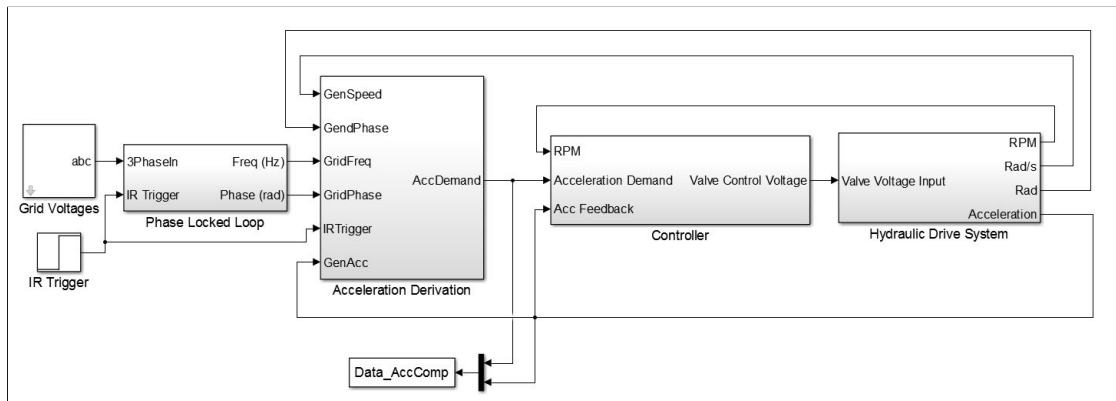 abc
Grid Voltages
IR Trigger
3PhaseIn
Freq (Hz)
IR Trigger
Phase (rad)
Phase Locked Loop
GenSpeed
GendPhase
GridFreq
AccDemand
GridPhase
IRTrigger
GenAcc
Acceleration Derivation
RPM
Acceleration Demand
Valve Control Voltage
Acc Feedback
Controller
RPM
Rad/s
Valve Voltage Input
Rad
Acceleration
Hydraulic Drive System
Data_AccComp